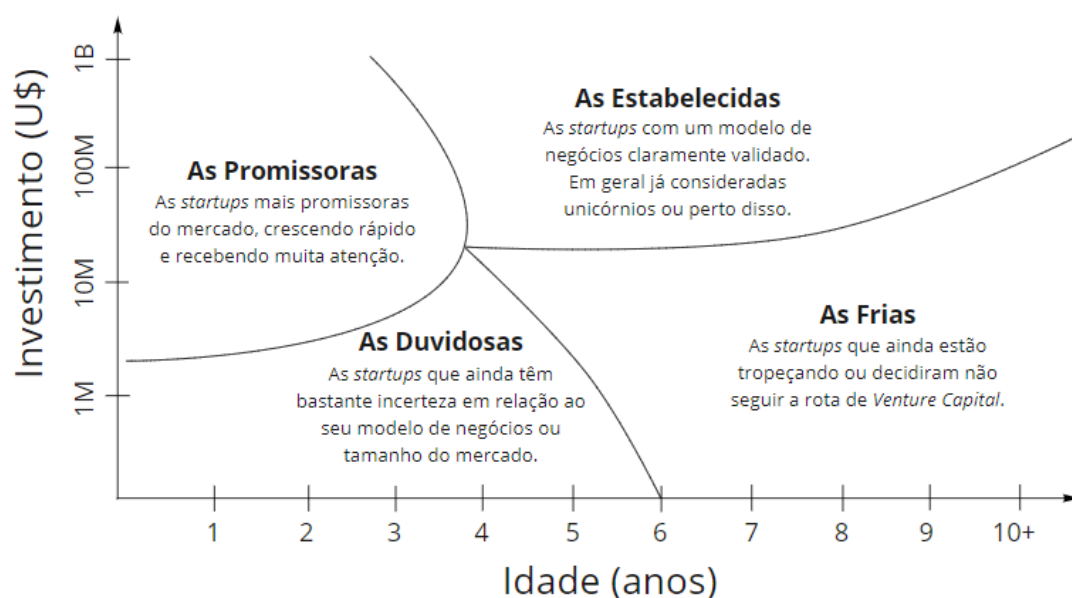 Investimento (U$)
1B
100M
10M
1M
As Promissoras
As startups mais promissoras
do mercado, crescendo rápido
e recebendo muita atenção.
As Estabelecidas
As startups com um modelo de
negócios claramente validado.
Em geral já consideradas
unicórnios ou perto disso.
As Duvidosas
As startups que ainda têm
bastante incerteza em relação ao
seu modelo de negócios ou
tamanho do mercado.
As Frias
As startups que ainda estão
tropeçando ou decidiram não
seguir a rota de Venture Capital.
1 2 3 4 5 6 7 8 9 10+
Idade (anos)